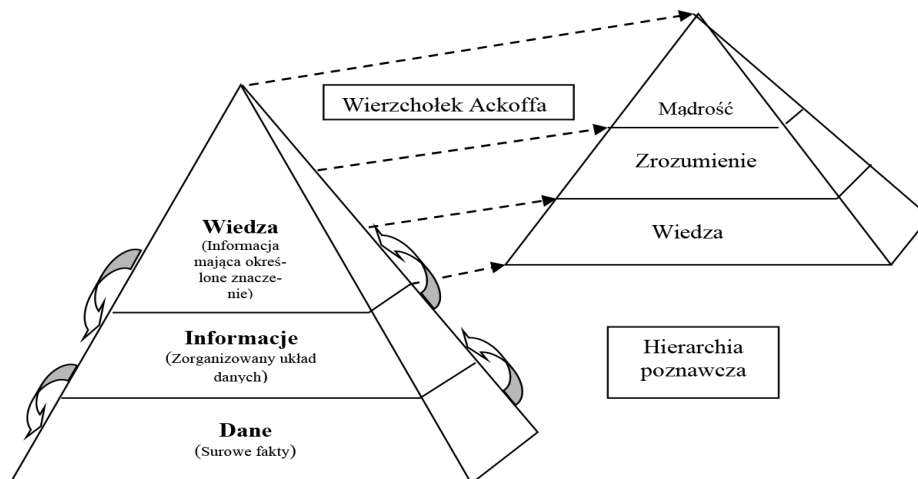 Wierzchołek Ackoffa
Mądrość
Zrozumienie
Wiedza
Wiedza
(Informacja
mająca okreś-
lone znacze-
nie)
Informacje
(Zorganizowany układ
danych)
Dane
(Surowe fakty)
Hierarchia
poznawcza